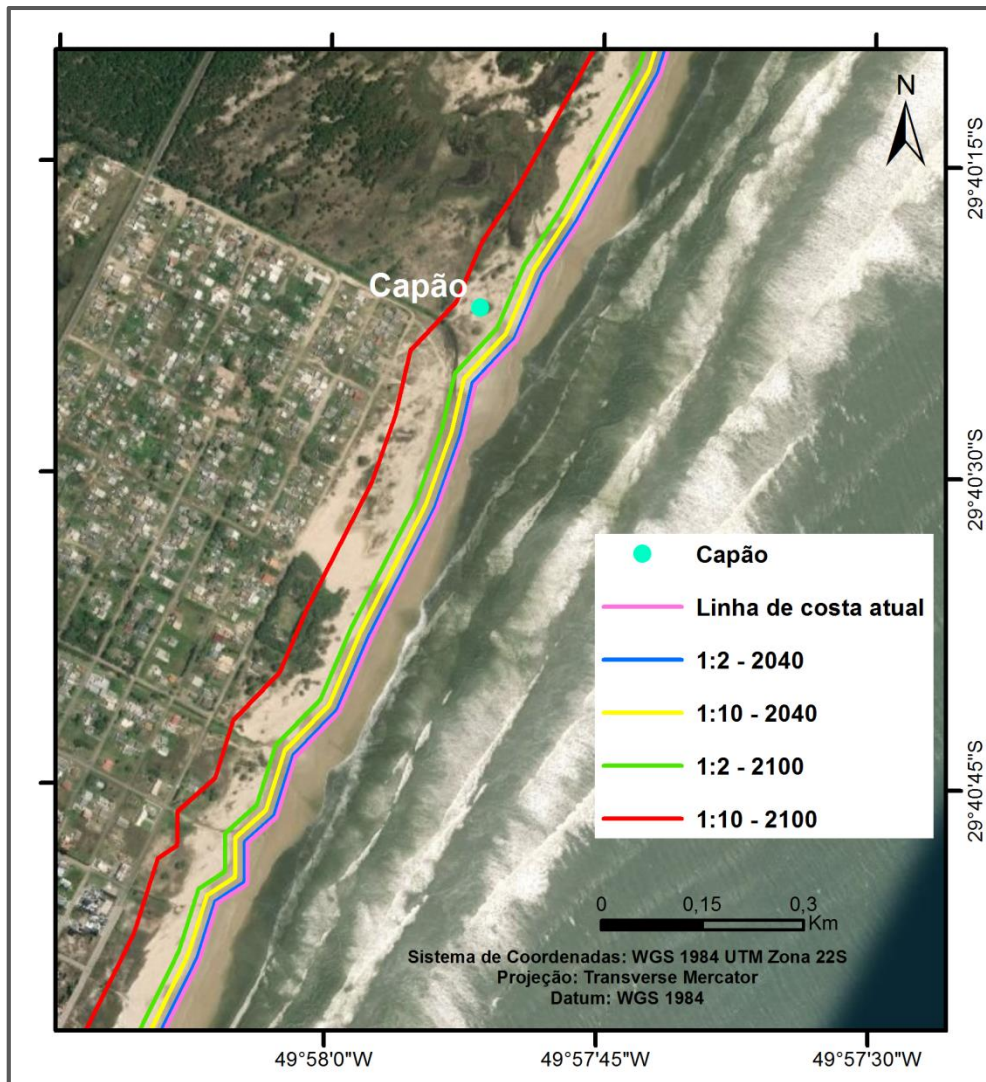 N
29°40'15"S
Capão
29°40'30"S
Capão
Linha de costa atual
1:2 - 2040
1:10 - 2040
1:2 - 2100
1:10 - 2100
29°40'45"S
0 0,15 0,3
Km
Sistema de Coordenadas: WGS 1984 UTM Zona 22S
Projeção: Transverse Mercator
Datum: WGS 1984
49°58'0"W 49°57'45"W 49°57'30"W